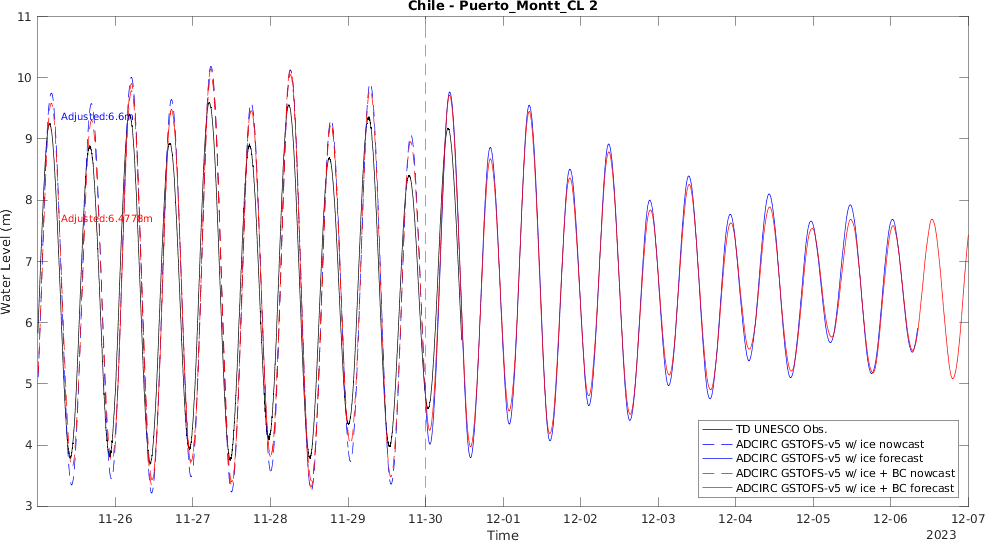 Chile - Puerto_Montt_CL 2
11
10
9
8
7
6
5
4
3
Water Level (m)
Adjusted:6.6m
Adjusted:6.4778m
TD UNESCO Obs.
ADCIRC GSTOFS-v5 w/ ice nowcast
ADCIRC GSTOFS-v5 w/ ice forecast
ADCIRC GSTOFS-v5 w/ ice + BC nowcast
ADCIRC GSTOFS-v5 w/ ice + BC forecast
11-26 11-27 11-28 11-29 11-30 12-01 12-02 12-03 12-04 12-05 12-06 12-07
Time
2023